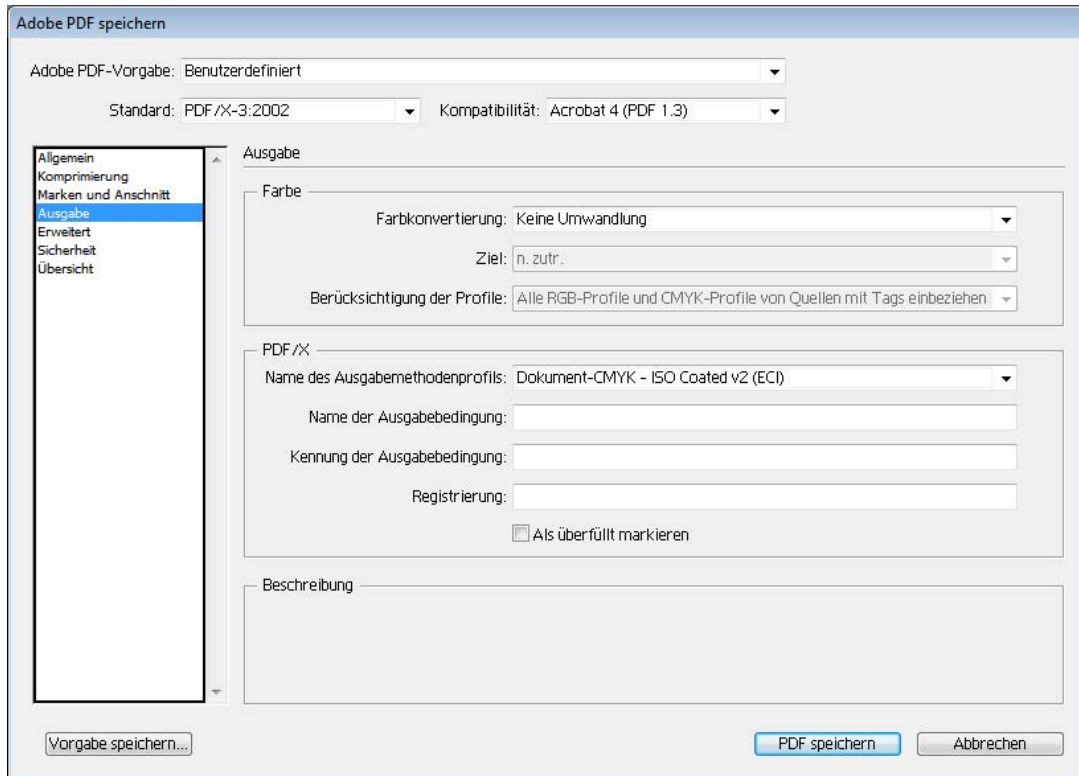 Adobe PDF speichern
Adobe PDF-Vorgabe: Benutzerdefiniert
Standard: PDF/X-3:2002 Kompatibilität: Acrobat 4 (PDF 1.3)
Allgemein
Komprimierung
Marken und Anschnitt
Ausgabe
Erweitert
Sicherheit
Übersicht
Ausgabe
Farbe
Farbkonvertierung: Keine Umwandlung
Ziel: n. zutr.
Berücksichtigung der Profile: Alle RGB-Profile und CMYK-Profile von Quellen mit Tags einbeziehen
PDF/X
Name des Ausgabemethodenprofils: Dokument-CMYK - ISO Coated v2 (ECI)
Name der Ausgabebedingung:
Kennung der Ausgabebedingung:
Registrierung:
Als überfüllt markieren
Beschreibung
Vorgabe speichern... PDF speichern Abbrechen